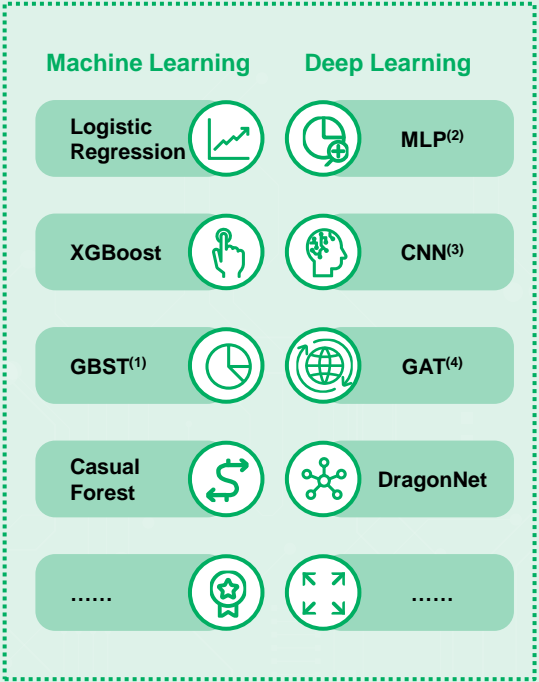 Machine Learning
Deep Learning
Logistic
Regression
MLP(2)
XGBoost
CNN(3)
GBST(1)
GAT(4)
Casual
Forest
DragonNet
......
......